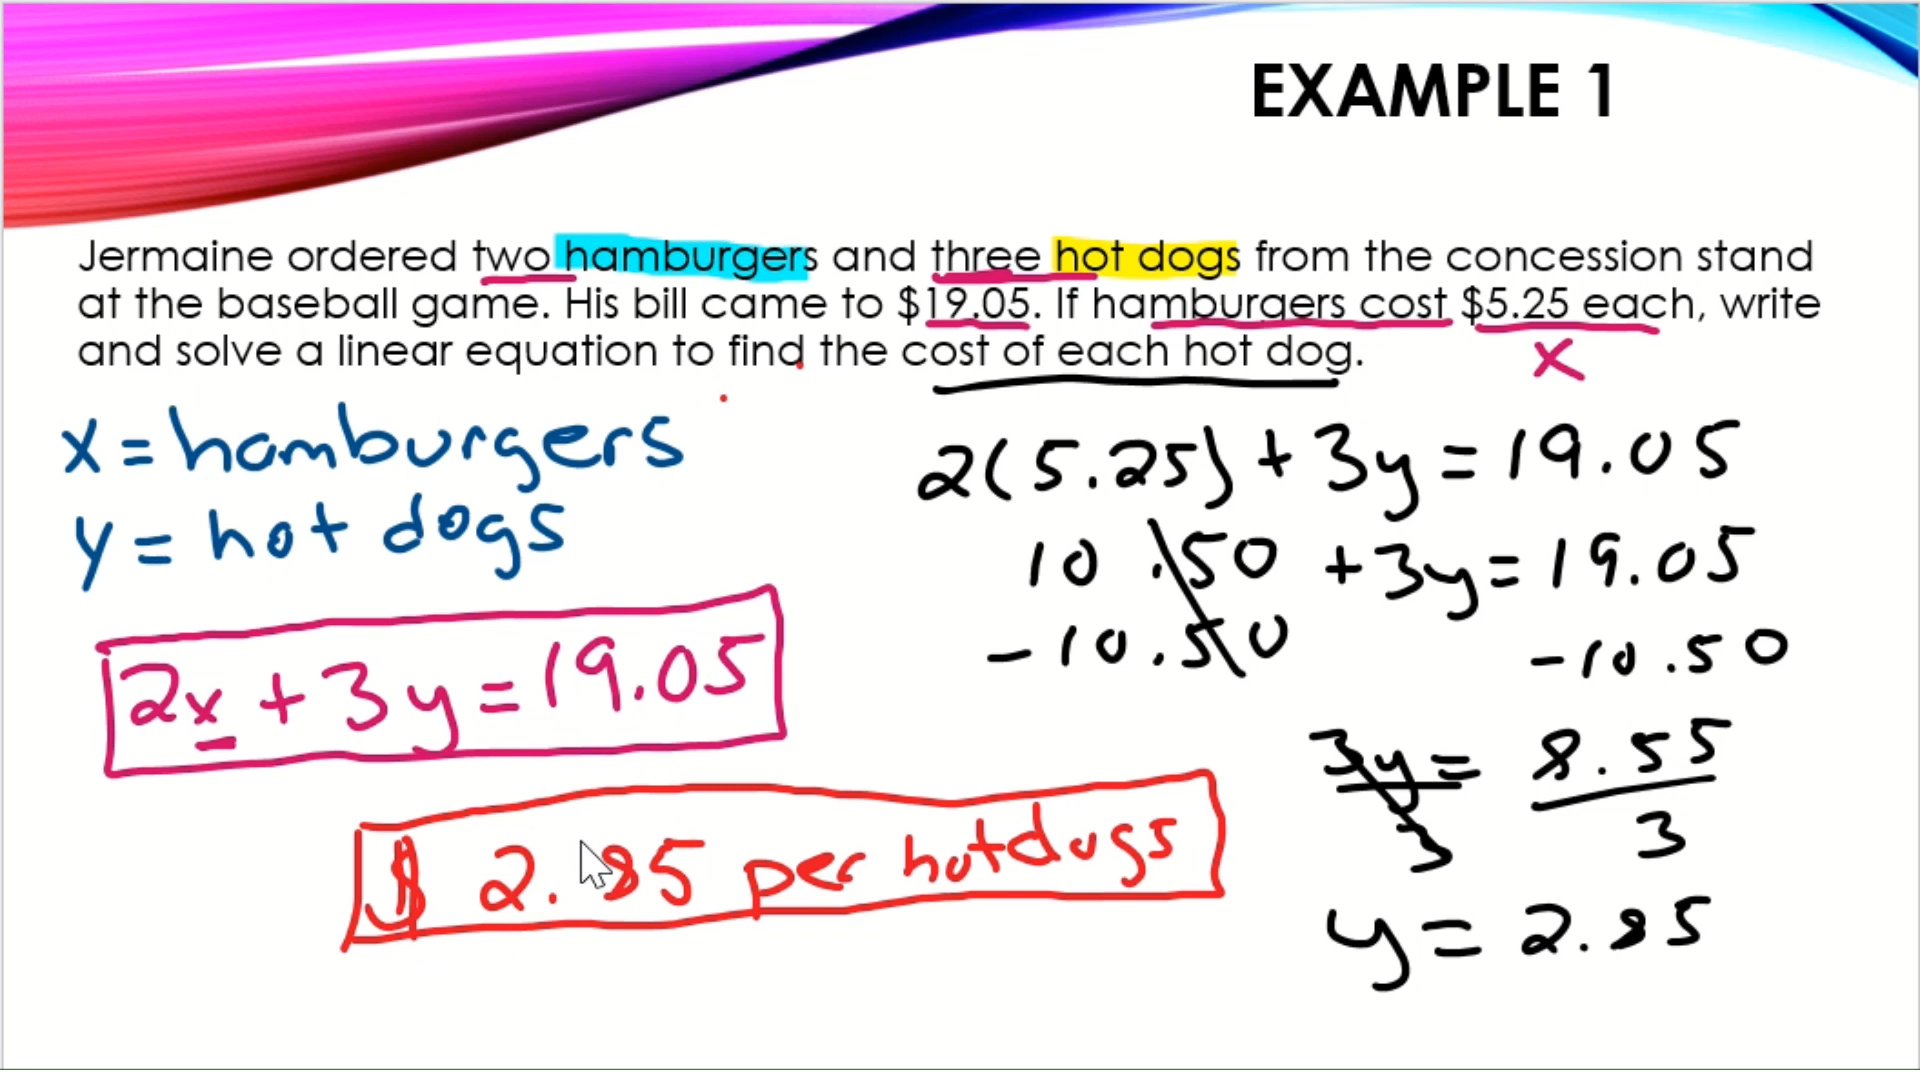 EXAMPLE 1
Jermaine ordered two hamburgers and three hot dogs from the concession stand
at the baseball game. His bill came to $19.05. If hamburgers cost $5.25 each, write
and solve a linear equation to find the cost of each hot dog.
x
x = hamburgers
y = hot dogs
2x + 3y = 19.05
2(5.25) + 3y = 19.05
10.50 + 3y = 19.05
-10.50 -10.50
3y = 8.55
3 3
y = 2.85
$ 2.85 per hotdogs